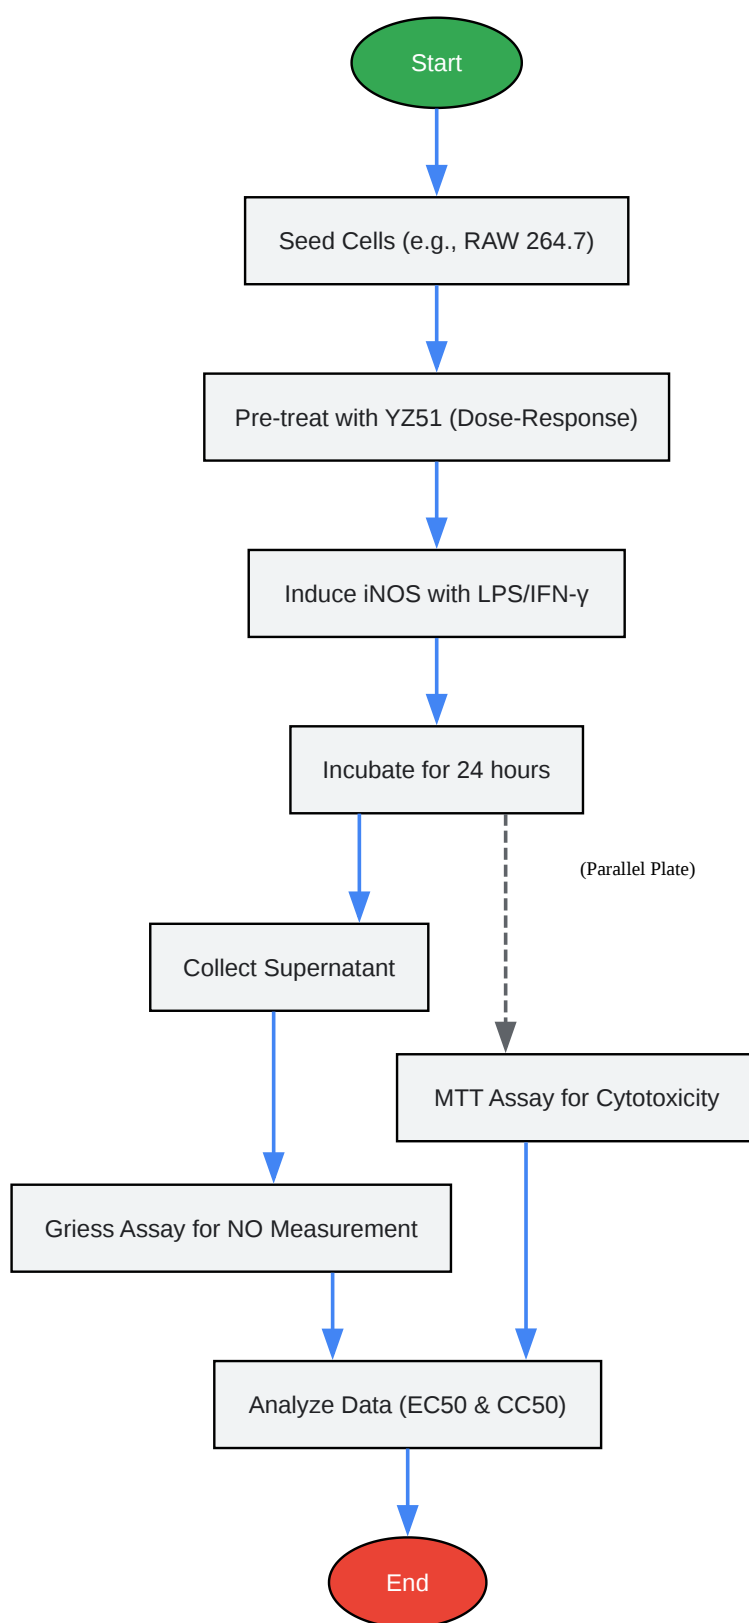 Start
Seed Cells (e.g., RAW 264.7)
Pre-treat with YZ51 (Dose-Response)
Induce iNOS with LPS/IFN-γ
Incubate for 24 hours
(Parallel Plate)
Collect Supernatant
MTT Assay for Cytotoxicity
Griess Assay for NO Measurement
Analyze Data (EC50 & CC50)
End